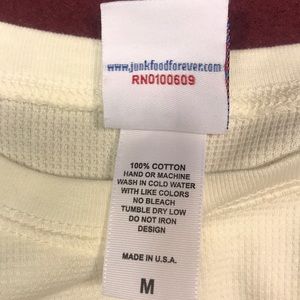 www.junkfoodforever.com
RN0100609
100% COTTON
HAND OR MACHINE
WASH IN COLD WATER
WITH LIKE COLORS
NO BLEACH
TUMBLE DRY LOW
DO NOT IRON
DESIGN
MADE IN U.S.A.
M